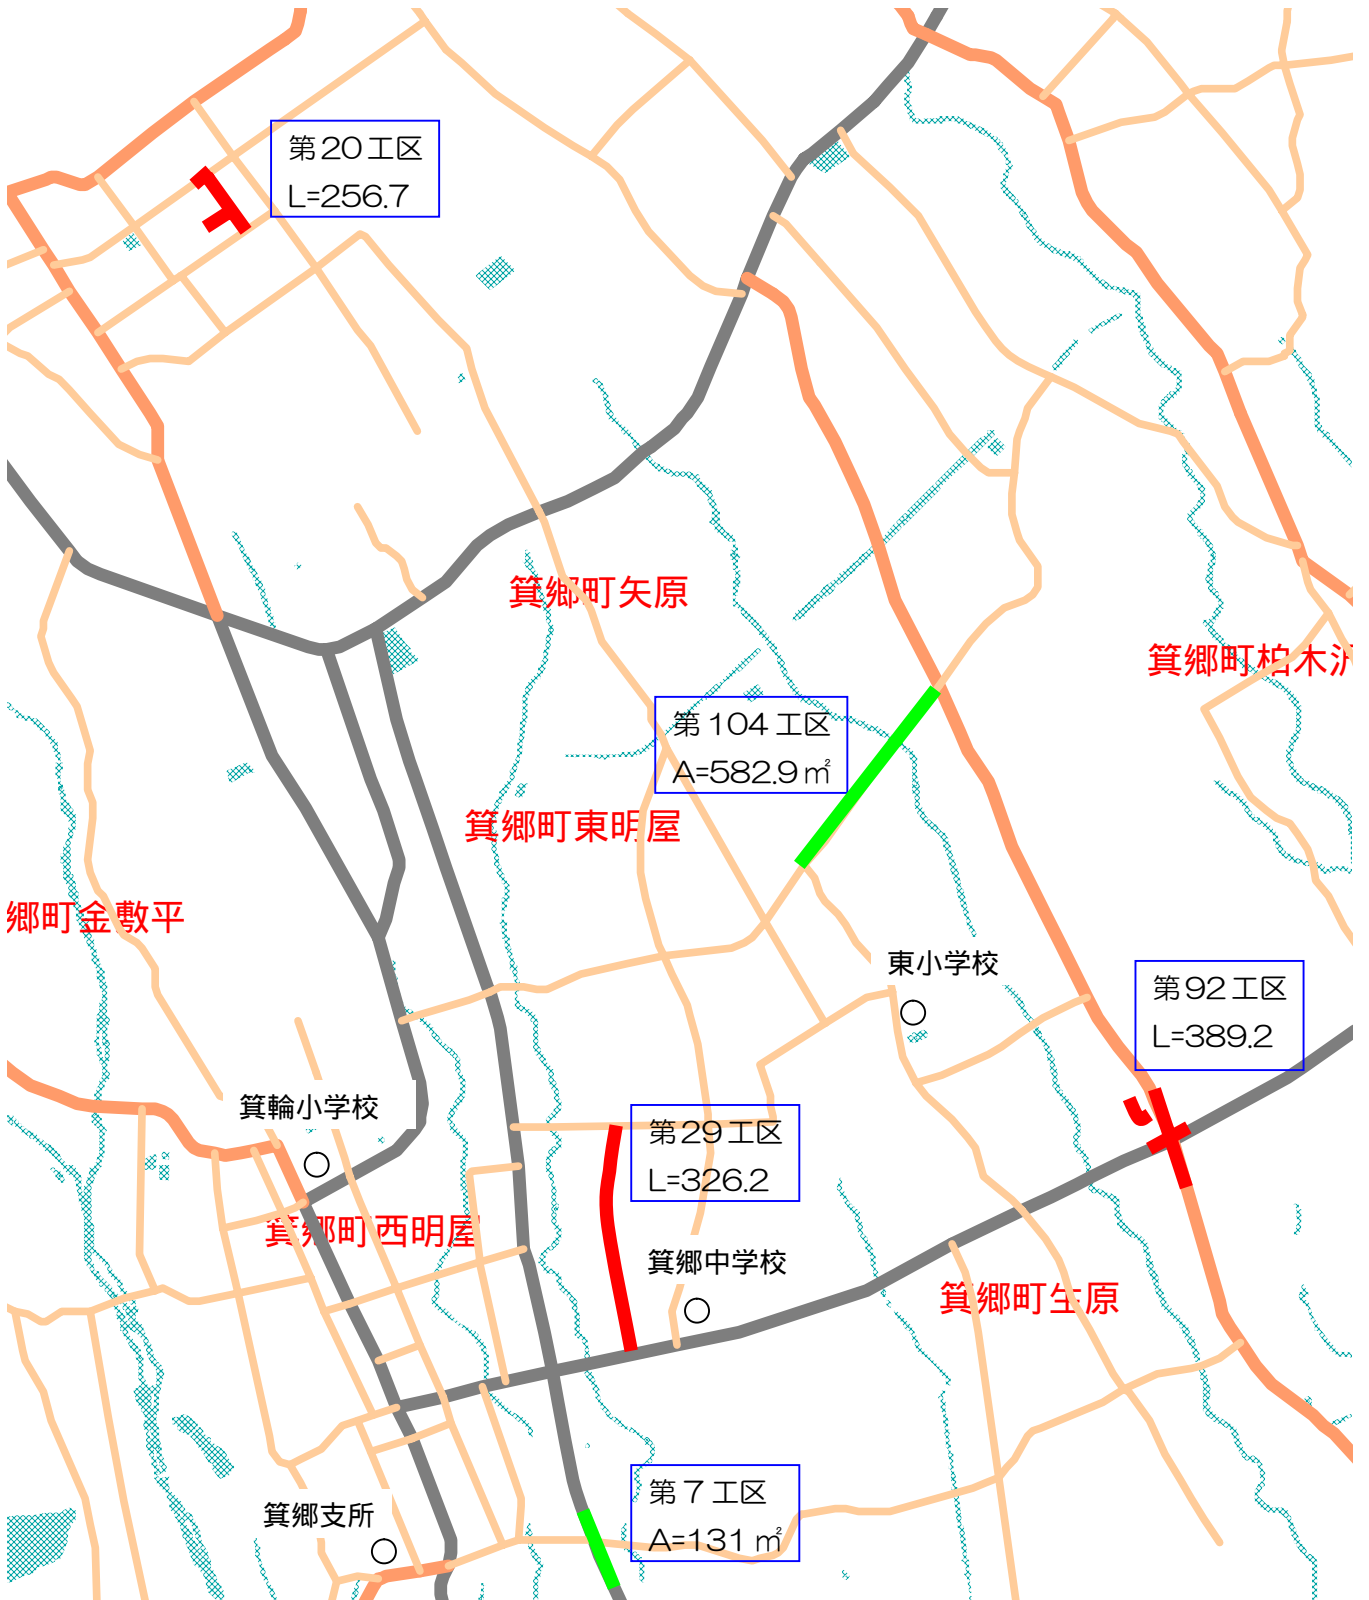 第20工区
L=256.7
箕郷町矢原
箕郷町柏木沢
第104工区
A=582.9㎡
箕郷町東明屋
郷町金敷平
東小学校
第92工区
L=389.2
箕輪小学校
第29工区
L=326.2
箕郷町西明屋
箕郷中学校
箕郷町生原
第7工区
A=131㎡
箕郷支所